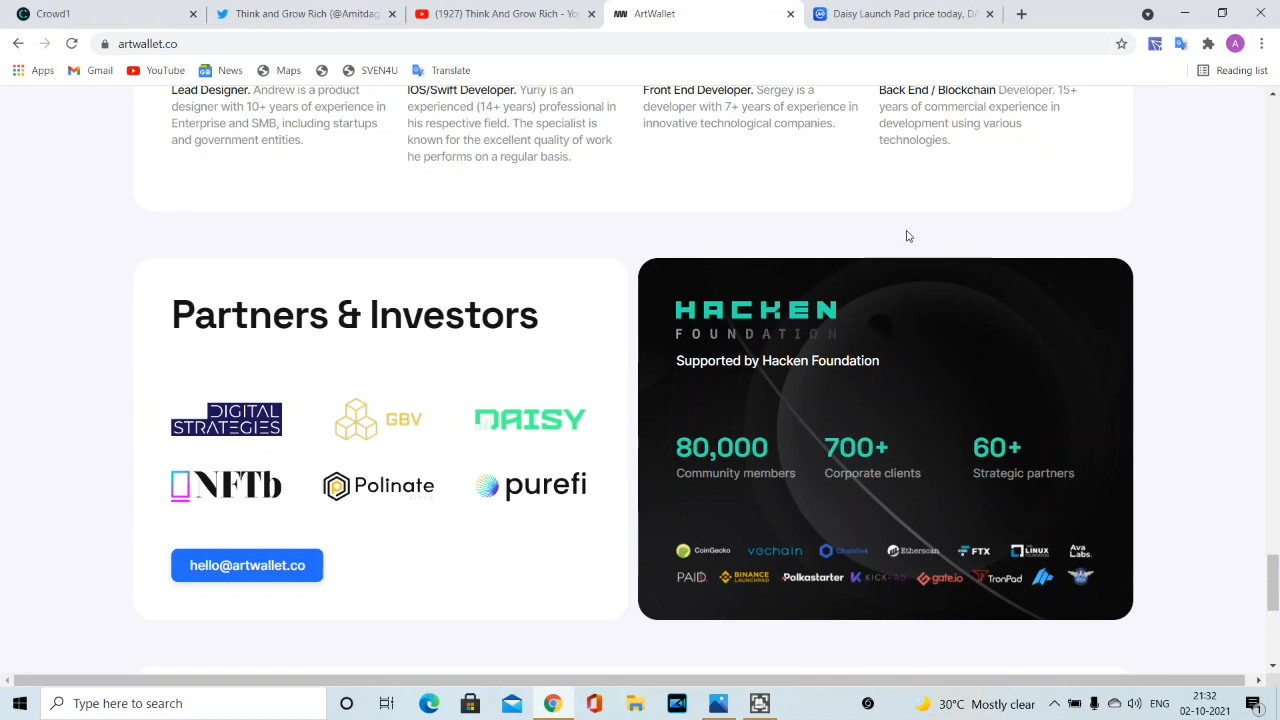 Crowd1
Think and Grow Rich (@Amitdag
(1927) Think And Grow Rich - Yo
ArtWallet
Daisy Launch Pad price today, DA
artwallet.co
A
Apps
Gmail
YouTube
News
Maps
SVEN4U
Translate
Reading list
Lead Designer. Andrew is a product
designer with 10+ years of experience in
Enterprise and SMB, including startups
and government entities.
IOS/Swift Developer. Yuriy is an
experienced (14+ years) professional in
his respective field. The specialist is
known for the excellent quality of work
he performs on a regular basis.
Front End Developer. Sergey is a
developer with 7+ years of experience in
innovative technological companies.
Back End / Blockchain Developer. 15+
years of commercial experience in
development using various
technologies.
Partners & Investors
DIGITAL
STRATEGIES
GBV
DAISY
NFTb
Polinate
purefi
hello@artwallet.co
HACKEN
FOUNDATION
Supported by Hacken Foundation
80,000
Community members
700+
Corporate clients
60+
Strategic partners
CoinGecko
vechain
Chainlink
Etherscan
FTX
THE LINUX FOUNDATION
Ava Labs.
PAID
BINANCE LAUNCHPAD
Polkastarter
KICKPAD
gate.io
TronPad
Type here to search
30°C Mostly clear
ENG
21:32
02-10-2021
1